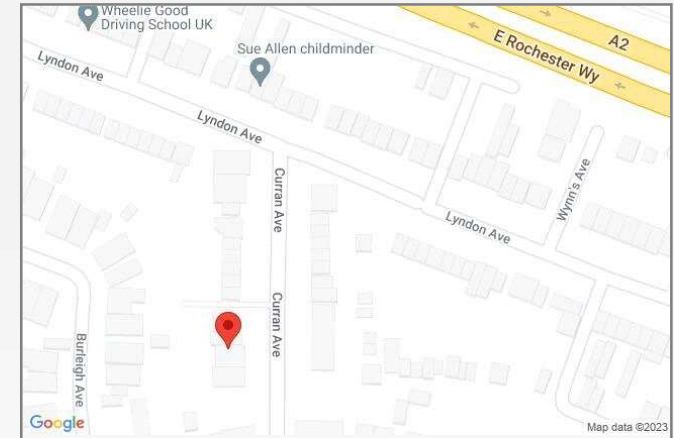 Wheelie Good
Driving School UK
Sue Allen childminder
A2
E Rochester Wy
Lyndon Ave
Lyndon Ave
Curran Ave
Wynn's Ave
Lyndon Ave
Curran Ave
Burleigh Ave
Google
Map data ©2023